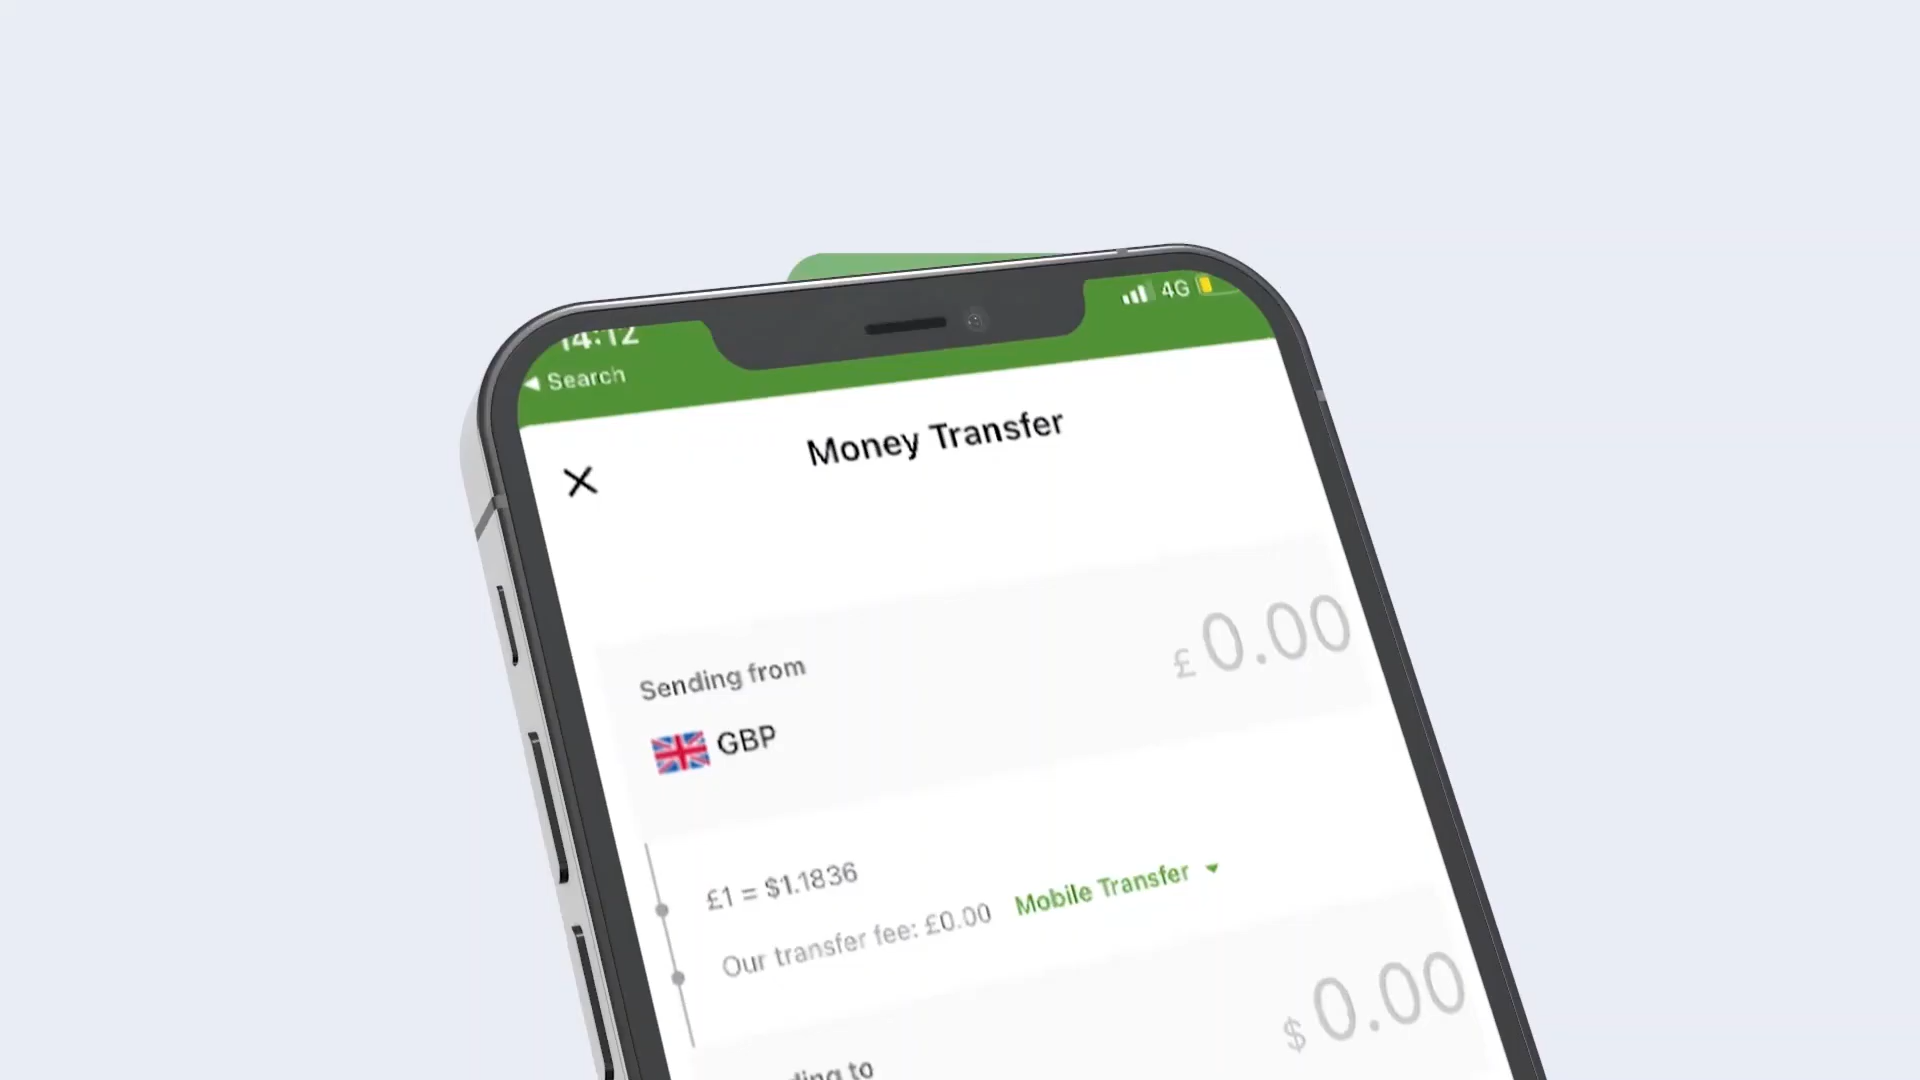 14:12
4G
Search
Money Transfer
£0.00
Sending from
GBP
£1 = $1.1836
Our transfer fee: £0.00 Mobile Transfer
$0.00
to